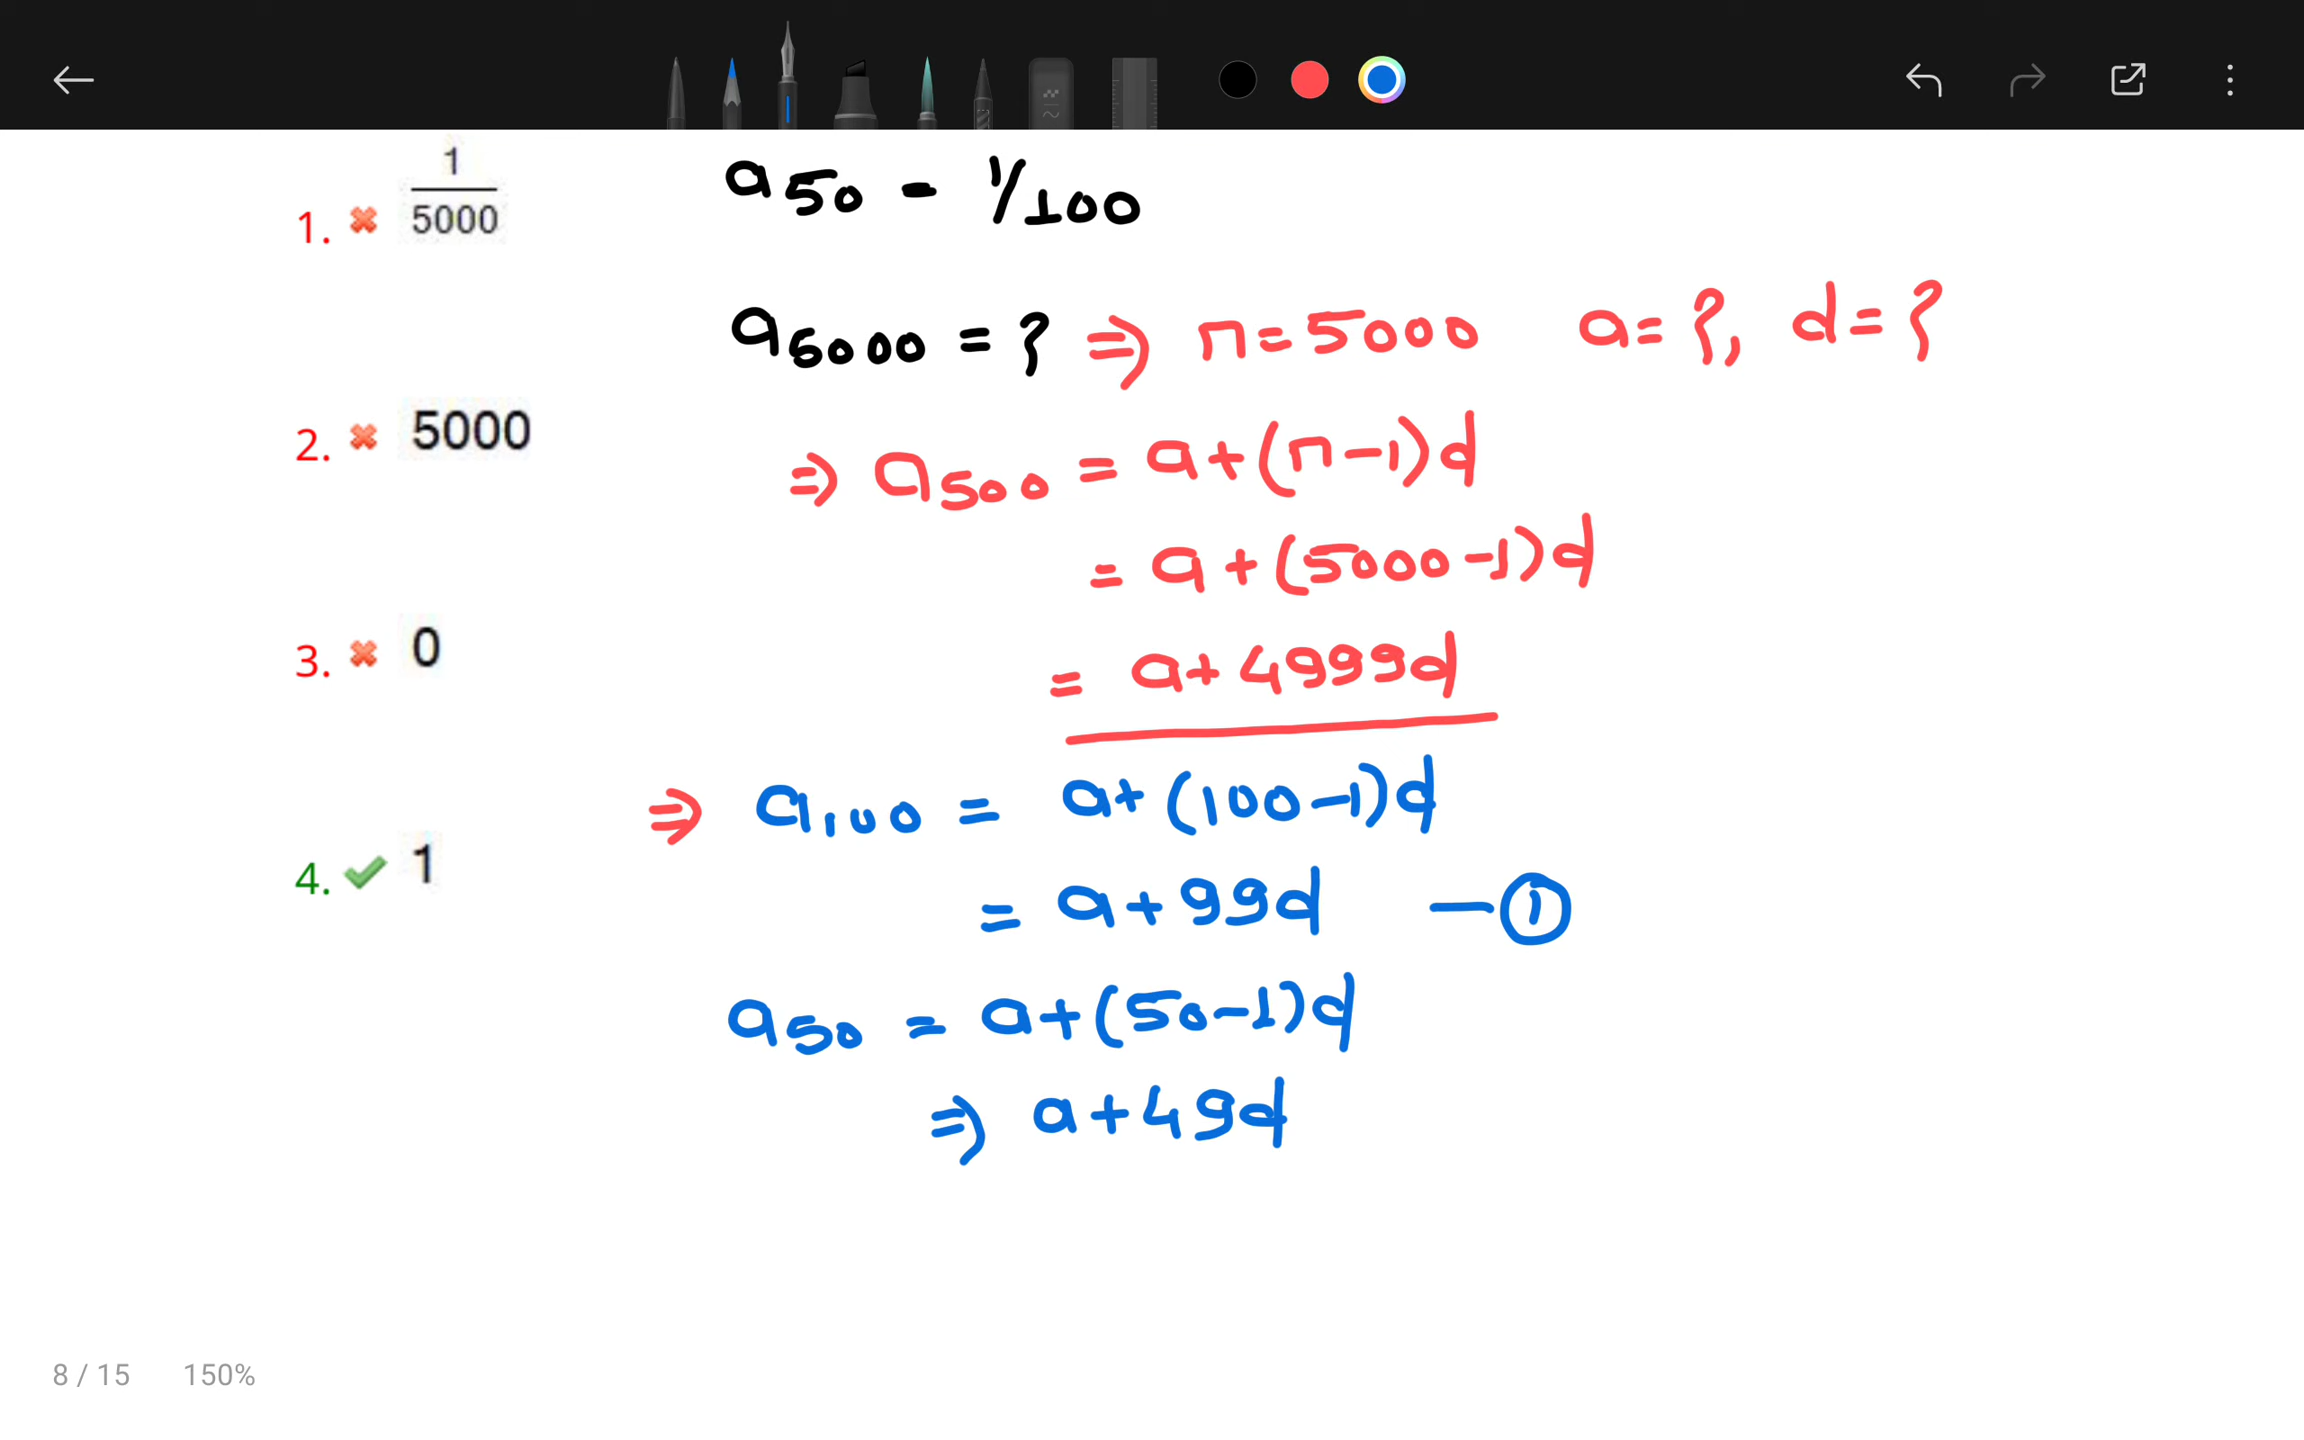 1. 1/5000
a50 - 1/100
a5000 = ? ⇒ n=5000 a=?, d=?
2. 5000
⇒ a500 = a+(n-1)d
= a+(5000-1)d
3. 0
= a+4999d
⇒ a100 = a+(100-1)d
4. 1
= a+99d —①
a50 = a+(50-1)d
⇒ a+49d
8 / 15 150%